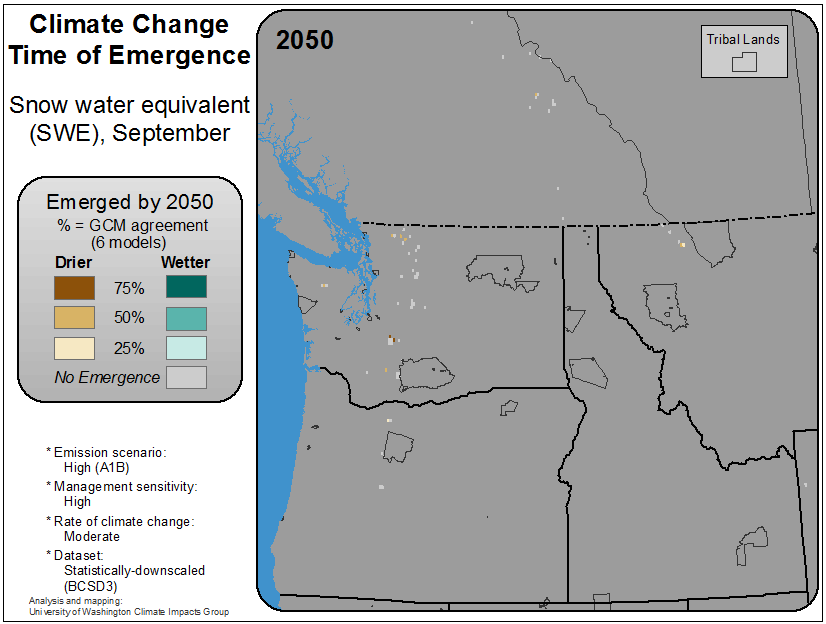 Climate Change
Time of Emergence
Snow water equivalent
(SWE), September
Emerged by 2050
% = GCM agreement
(6 models)
Drier Wetter
75%
50%
25%
No Emergence
* Emission scenario:
High (A1B)
* Management sensitivity:
High
* Rate of climate change:
Moderate
* Dataset:
Statistically-downscaled
(BCSD3)
Analysis and mapping:
University of Washington Climate Impacts Group
2050
Tribal Lands